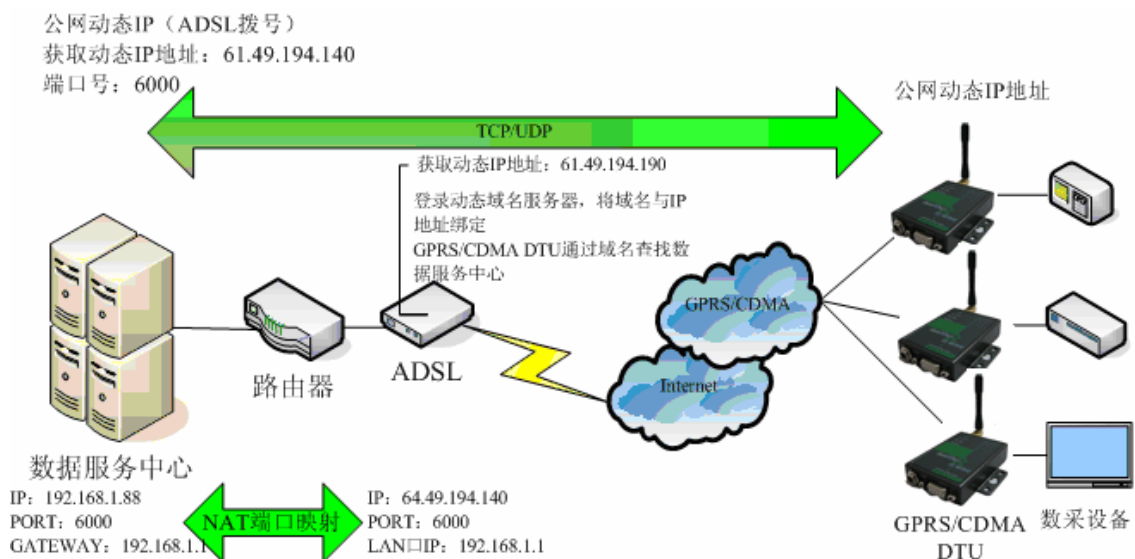 公网动态IP（ADSL拨号）
获取动态IP地址：61.49.194.140
端口号：6000
公网动态IP地址
TCP/UDP
获取动态IP地址：61.49.194.190
登录动态域名服务器，将域名与IP
地址绑定
GPRS/CDMA DTU通过域名查找数
据服务中心
GPRS/CDMA
Internet
路由器
ADSL
数据服务中心
IP：192.168.1.88
PORT：6000
GATEWAY：192.168.1.1
NAT端口映射
IP：64.49.194.140
PORT：6000
LAN口IP：192.168.1.1
GPRS/CDMA
DTU
数采设备